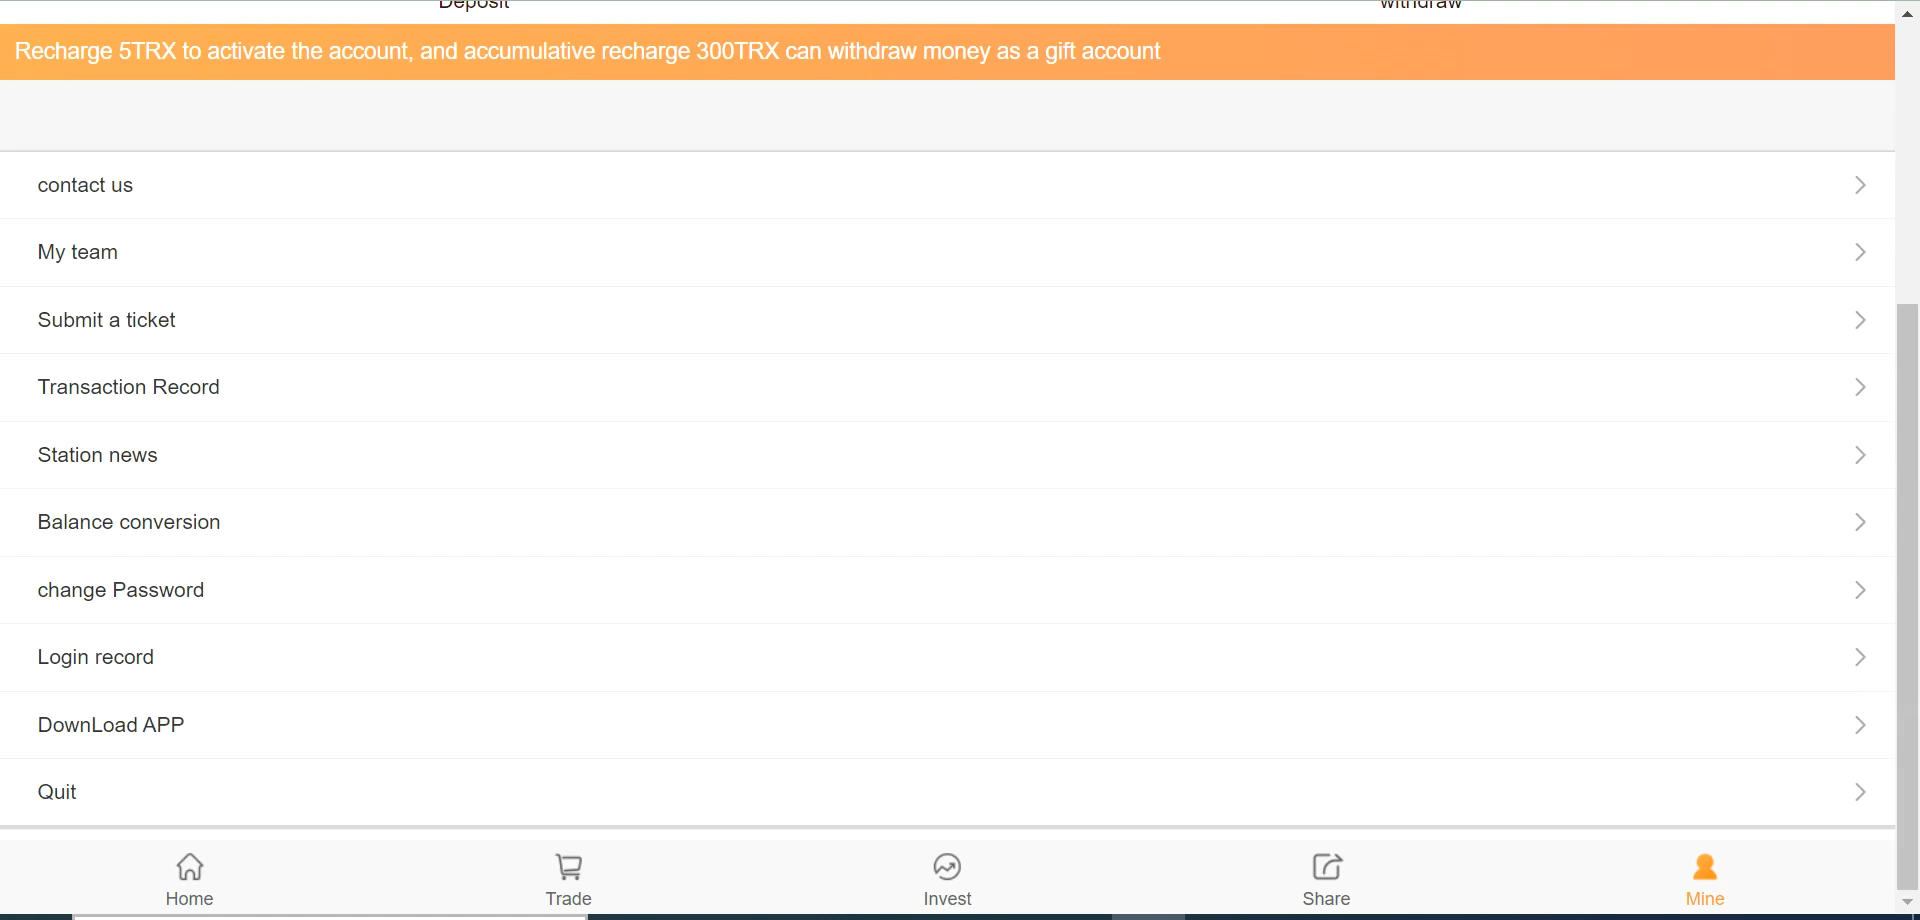 Deposit
withdraw
Recharge 5TRX to activate the account, and accumulative recharge 300TRX can withdraw money as a gift account
contact us
My team
Submit a ticket
Transaction Record
Station news
Balance conversion
change Password
Login record
DownLoad APP
Quit
Home
Trade
Invest
Share
Mine